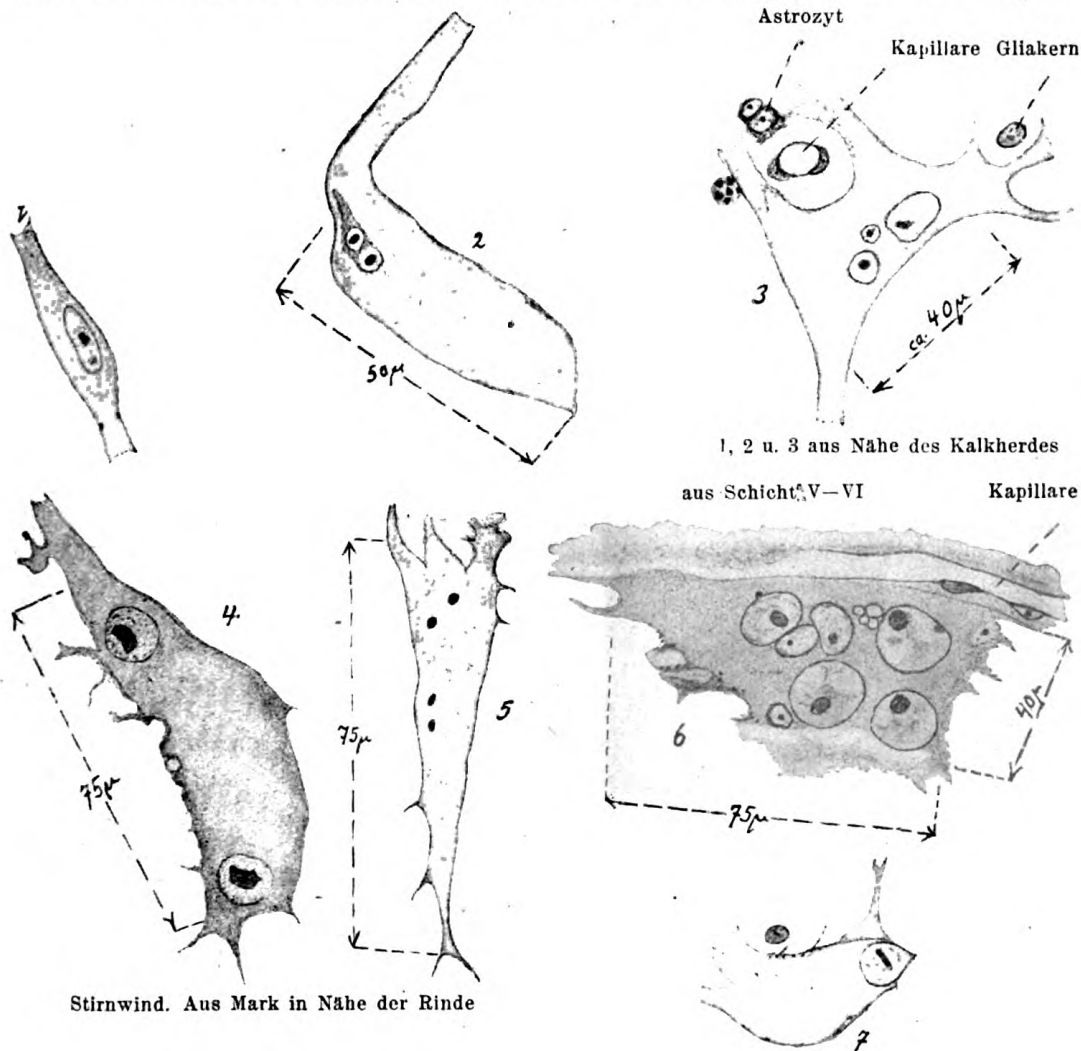 Astrozyt
Kapillare Gliakern
1
2
3
50µ
ca. 40µ
1, 2 u. 3 aus Nähe des Kalkherdes
aus Schicht V—VI Kapillare
4
5
6
75µ
75µ
40µ
75µ
Stirnwind. Aus Mark in Nähe der Rinde
7